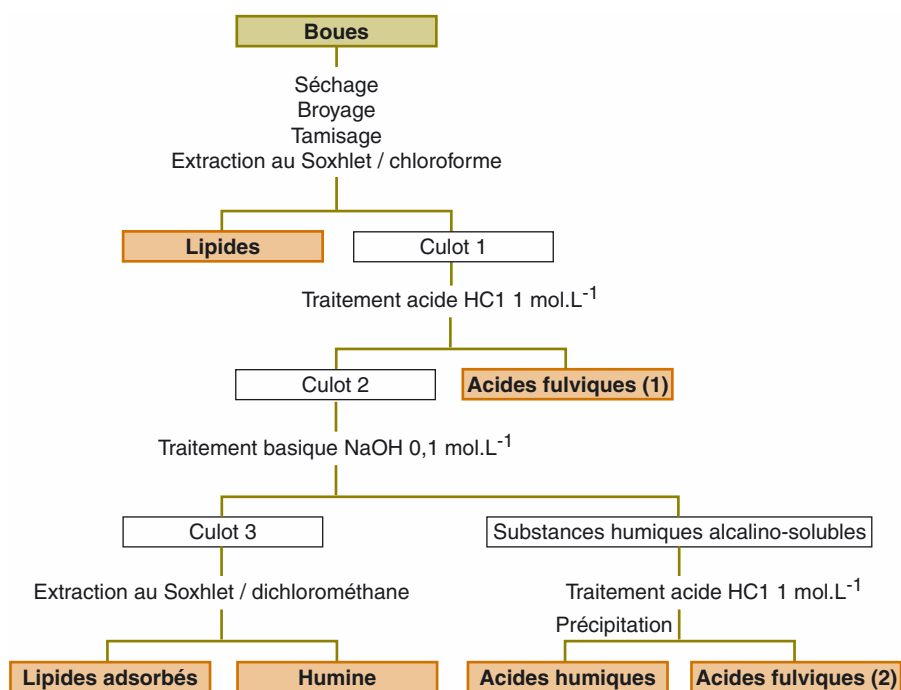 Boues
Séchage
Broyage
Tamisage
Extraction au Soxhlet / chloroforme
Lipides
Culot 1
Traitement acide HC1 1 mol.L-1
Culot 2
Acides fulviques (1)
Traitement basique NaOH 0,1 mol.L-1
Culot 3
Substances humiques alcalino-solubles
Extraction au Soxhlet / dichlorométhane
Traitement acide HC1 1 mol.L-1
Précipitation
Lipides adsorbés
Humine
Acides humiques
Acides fulviques (2)